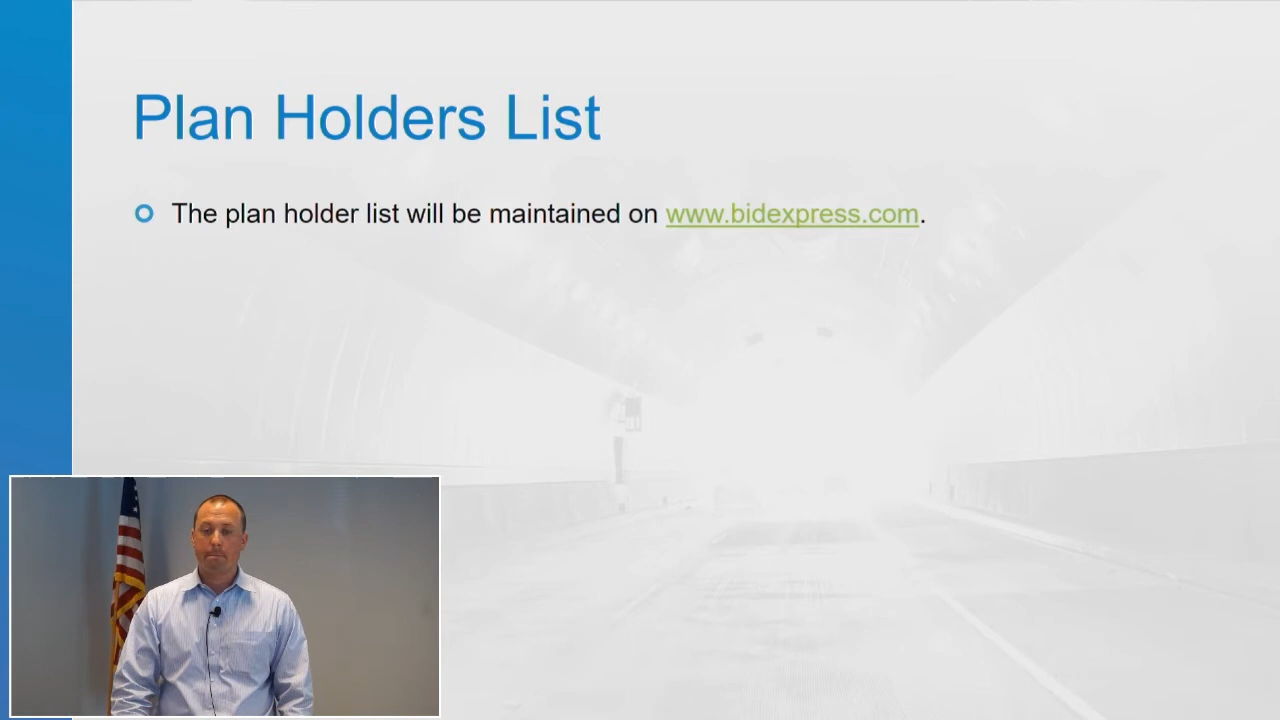 Plan Holders List
The plan holder list will be maintained on www.bidexpress.com.